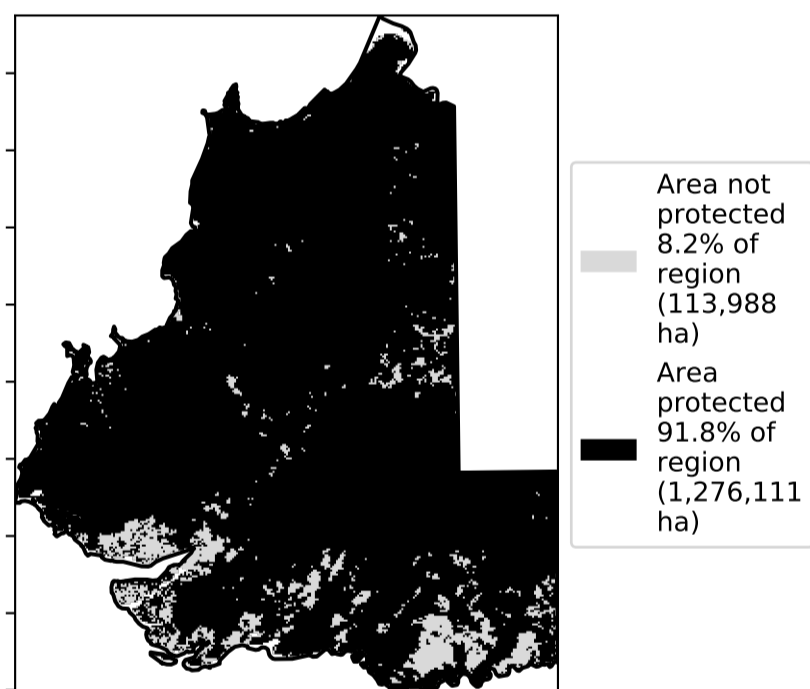 Area not
protected
8.2% of
region
(113,988
ha)
Area
protected
91.8% of
region
(1,276,111
ha)